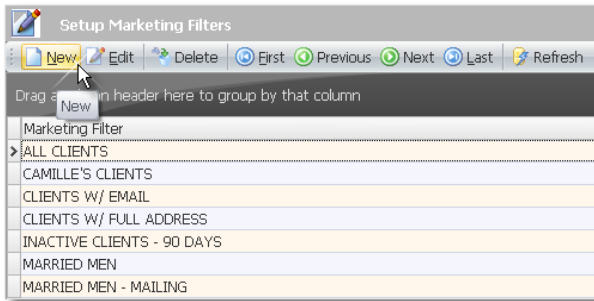 Setup Marketing Filters
New Edit Delete First Previous Next Last Refresh
New
Drag a n header here to group by that column
Marketing Filter
ALL CLIENTS
CAMILLE'S CLIENTS
CLIENTS W/ EMAIL
CLIENTS W/ FULL ADDRESS
INACTIVE CLIENTS - 90 DAYS
MARRIED MEN
MARRIED MEN - MAILING